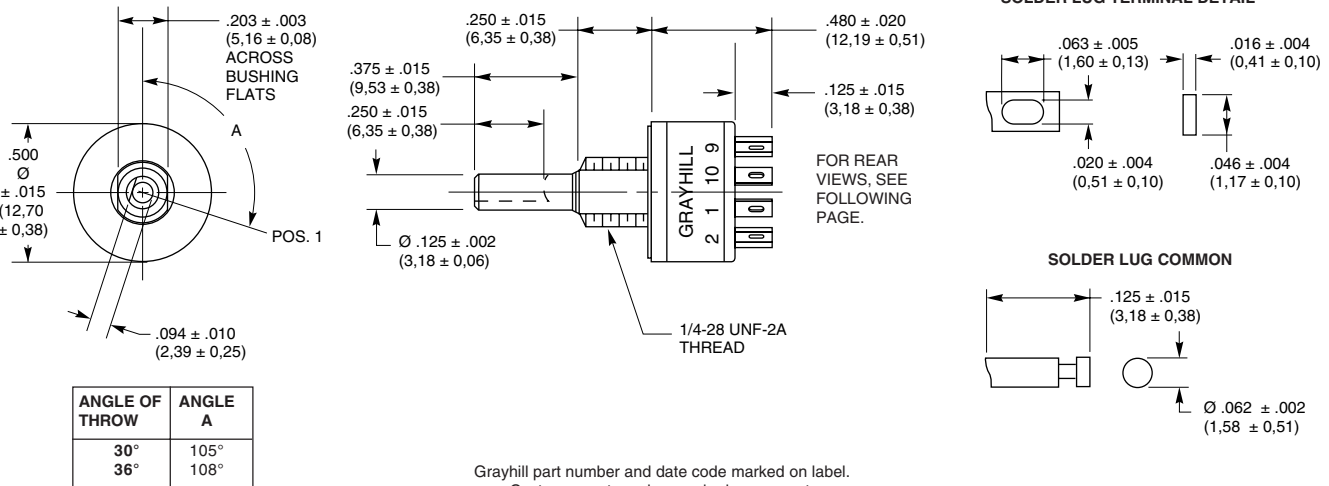 .203 ± .003
(5,16 ± 0,08)
ACROSS
BUSHING
FLATS
A
.500
Ø
± .015
(12,70
± 0,38)
POS. 1
.094 ± .010
(2,39 ± 0,25)
ANGLE OF THROW ANGLE A
30° 105°
36° 108°
.250 ± .015
(6,35 ± 0,38)
.480 ± .020
(12,19 ± 0,51)
.375 ± .015
(9,53 ± 0,38)
.250 ± .015
(6,35 ± 0,38)
.125 ± .015
(3,18 ± 0,38)
GRAYHILL
2 1 10 9
FOR REAR
VIEWS, SEE
FOLLOWING
PAGE.
Ø .125 ± .002
(3,18 ± 0,06)
1/4-28 UNF-2A
THREAD
Grayhill part number and date code marked on label.
SOLDER LUG TERMINAL DETAIL
.063 ± .005
(1,60 ± 0,13)
.016 ± .004
(0,41 ± 0,10)
.020 ± .004
(0,51 ± 0,10)
.046 ± .004
(1,17 ± 0,10)
SOLDER LUG COMMON
.125 ± .015
(3,18 ± 0,38)
Ø .062 ± .002
(1,58 ± 0,51)